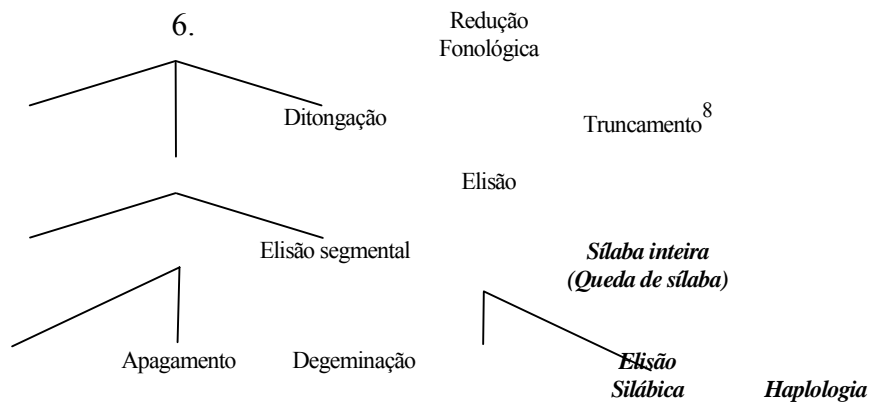 6.
Redução
Fonológica
Ditongação
Truncamento8
Elisão
Elisão segmental
Sílaba inteira
(Queda de sílaba)
Apagamento
Degeminação
Elisão
Silábica
Haplologia